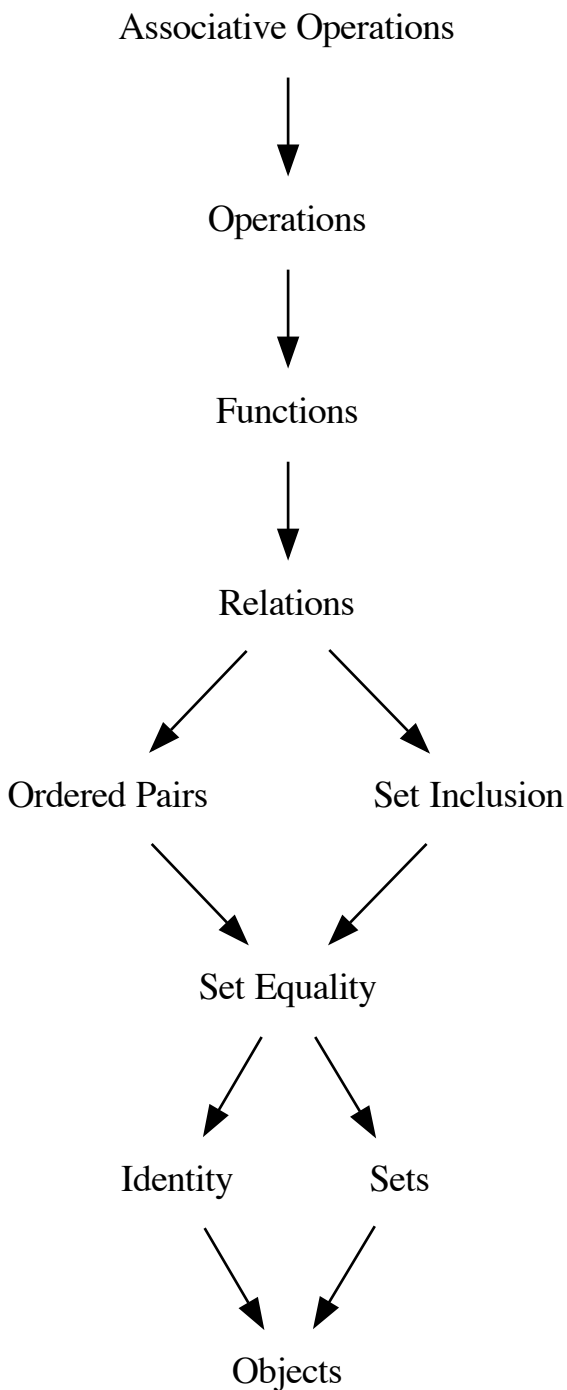 Associative Operations
Operations
Functions
Relations
Ordered Pairs
Set Inclusion
Set Equality
Identity
Sets
Objects